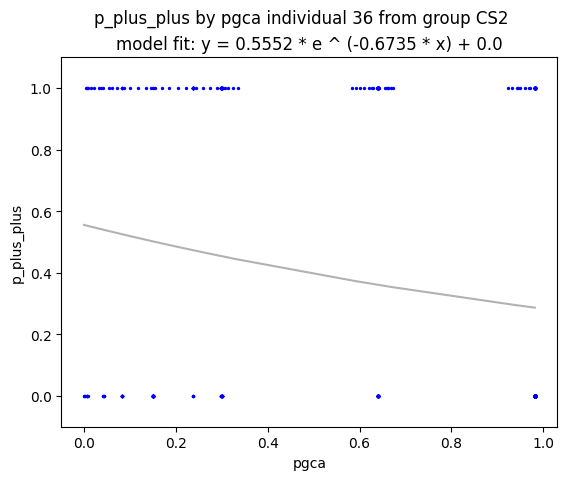 p_plus_plus by pgca individual 36 from group CS2
model fit: y = 0.5552 * e ^ (-0.6735 * x) + 0.0
1.0
0.8
0.6
0.4
0.2
0.0
p_plus_plus
0.0 0.2 0.4 0.6 0.8 1.0
pgca